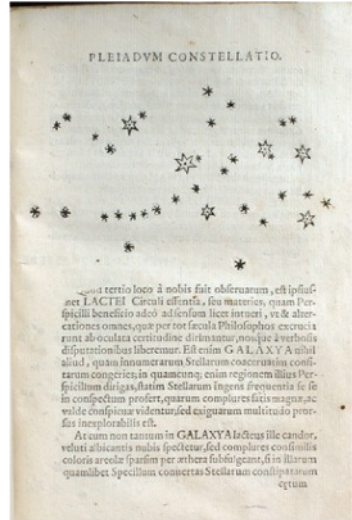 PLEIADVM CONSTELLATIO.
Quod tertio loco à nobis fuit obseruatum, est ipsius-
met LACTEI Circuli essentia, seu materies, quam Per-
spicilli beneficio adeò ad sensum licet intueri, vt & alter-
cationes omnes, quæ per tot sæcula Philosophos excrucia
runt ab oculata certitudine dirimantur, nosque à verbosis
disputationibus liberemur. Est enim GALAXYA nihil
aliud, quam innumerarum Stellarum coaceruatim consi-
tarum congeries; in quamcunq; enim regionem illius Per-
spicillum dirigas, statim Stellarum ingens frequentia se se
in conspectum profert, quarum complures satis magnæ, ac
valde conspicuæ videntur, sed exiguarum multitudo pror-
sus inexplorabilis est.
At cum non tantum in GALAXYA lacteus ille candor,
veluti albicantis nubis spectetur, sed complures consimilis
coloris areolæ sparsim per æthera subfulgeant, si in illarum
quamlibet Specillum conuertas Stellarum constipatarum
cętum